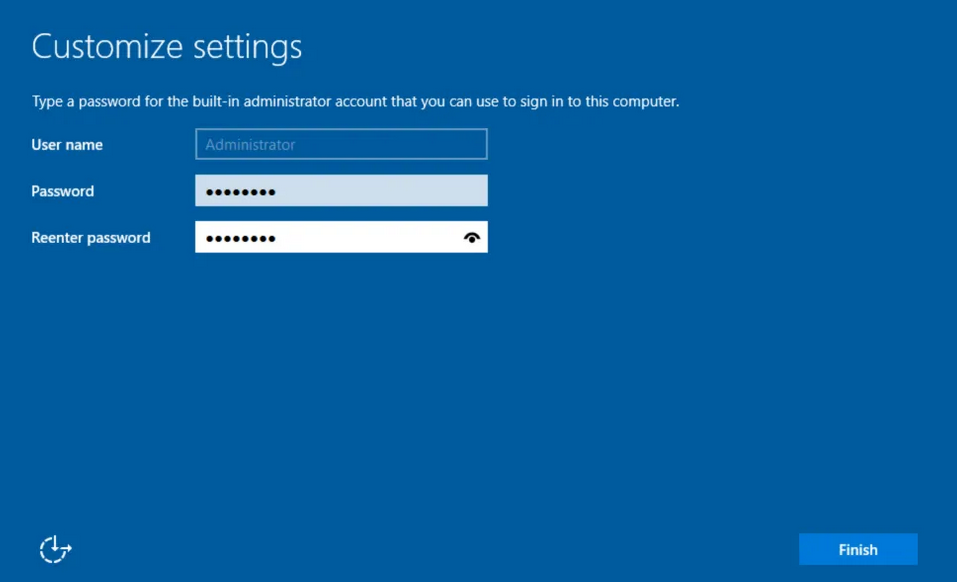 Customize settings
Type a password for the built-in administrator account that you can use to sign in to this computer.
User name Administrator
Password ●●●●●●●●
Reenter password ●●●●●●●●
Finish